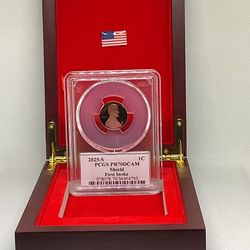 2025-S 1C
PCGS PR70DCAM
Shield
First Strike